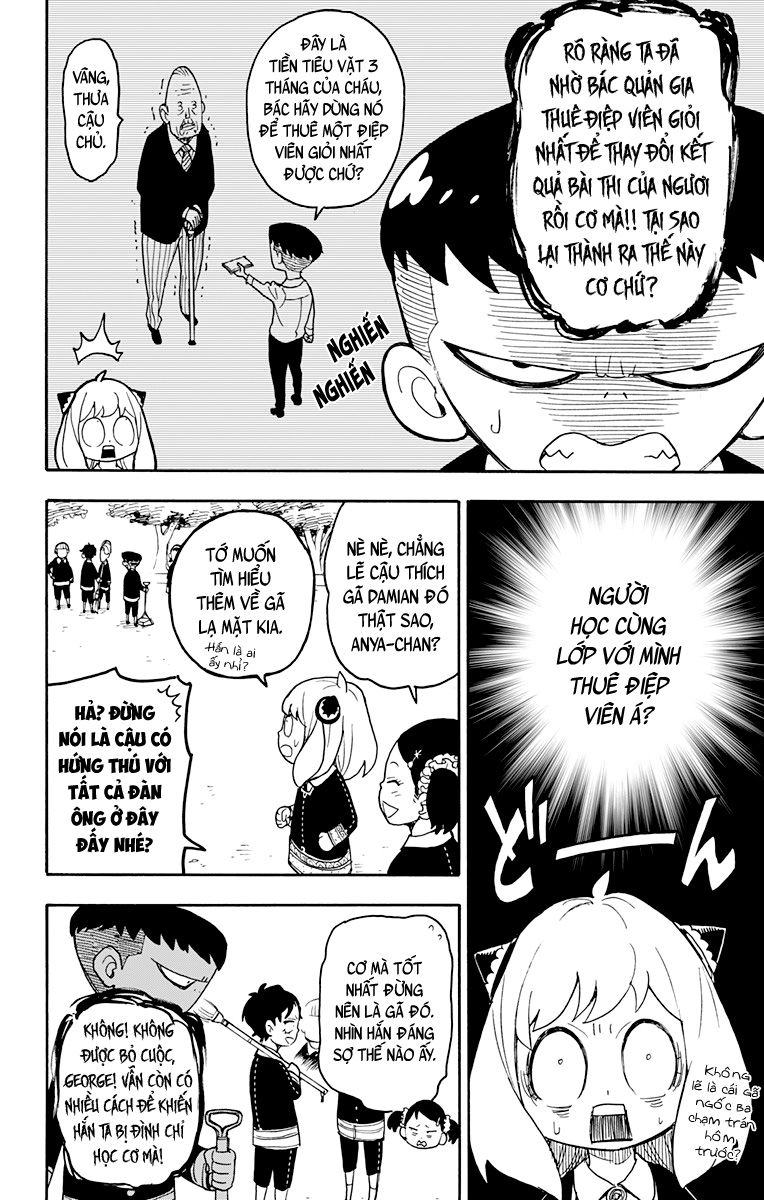 RÕ RÀNG TA ĐÃ
NHỜ BÁC QUẢN GIA
THUÊ ĐIỆP VIÊN GIỎI
NHẤT ĐỂ THAY ĐỔI KẾT
QUẢ BÀI THI CỦA NGƯƠI
RỒI CƠ MÀ!! TẠI SAO
LẠI THÀNH RA THẾ NÀY
CƠ CHỨ?
ĐÂY LÀ
TIỀN TIÊU VẶT 3
THÁNG CỦA CHÁU,
BÁC HÃY DÙNG NÓ
ĐỂ THUÊ MỘT ĐIỆP
VIÊN GIỎI NHẤT
ĐƯỢC CHỨ?
VÂNG,
THƯA
CẬU
CHỦ.
NGHIẾN
NGHIẾN
NGƯỜI
HỌC CÙNG
LỚP VỚI MÌNH
THUÊ ĐIỆP
VIÊN Á?
どーん
Không
lẽ là cái gã
ngốc ba
chạm trán
hôm
trước?
NÈ NÈ, CHẲNG
LẼ CẬU THÍCH
GÃ DAMIAN ĐÓ
THẬT SAO,
ANYA-CHAN?
TỚ MUỐN
TÌM HIỂU
THÊM VỀ GÃ
LẠ MẶT KIA.
Hắn là ai
ấy nhỉ?
HẢ? ĐỪNG
NÓI LÀ CẬU CÓ
HỨNG THÚ VỚI
TẤT CẢ ĐÀN
ÔNG Ở ĐÂY
ĐẤY NHÉ?
CƠ MÀ TỐT
NHẤT ĐỪNG
NÊN LÀ GÃ ĐÓ.
NHÌN HẮN ĐÁNG
SỢ THẾ NÀO ẤY.
KHÔNG! KHÔNG
ĐƯỢC BỎ CUỘC,
GEORGE! VẪN CÒN CÓ
NHIỀU CÁCH ĐỂ KHIẾN
HẮN TA BỊ ĐÌNH CHỈ
HỌC CƠ MÀ!